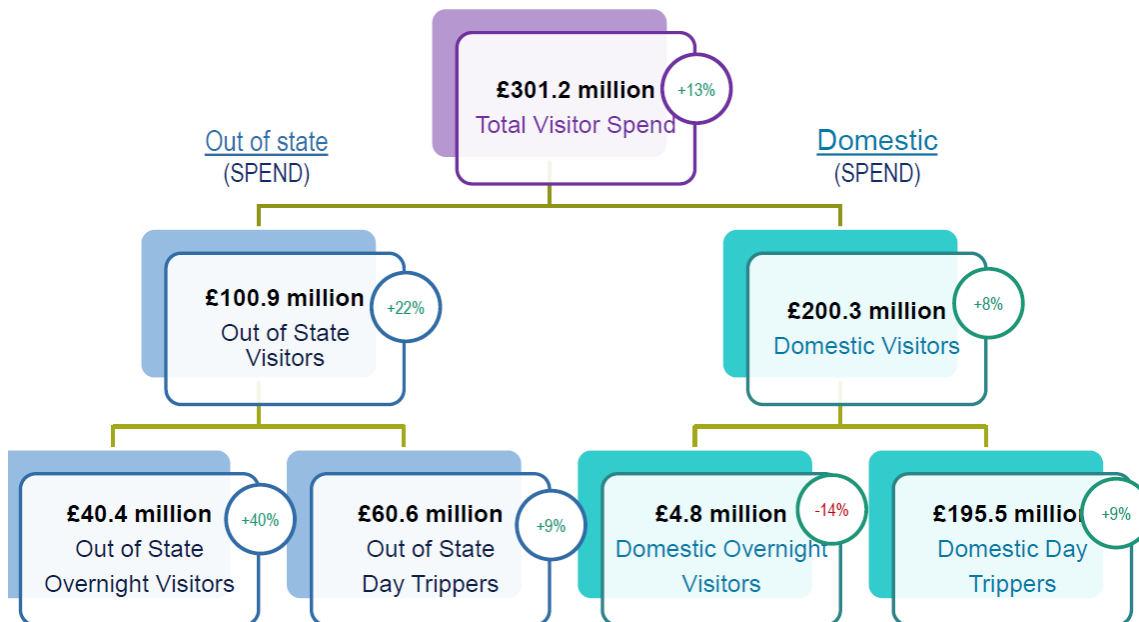 £301.2 million
Total Visitor Spend
+13%
Out of state
(SPEND)
Domestic
(SPEND)
£100.9 million
Out of State
Visitors
+22%
£200.3 million
Domestic Visitors
+8%
£40.4 million
Out of State
Overnight Visitors
+40%
£60.6 million
Out of State
Day Trippers
+9%
£4.8 million
Domestic Overnight
Visitors
-14%
£195.5 million
Domestic Day
Trippers
+9%